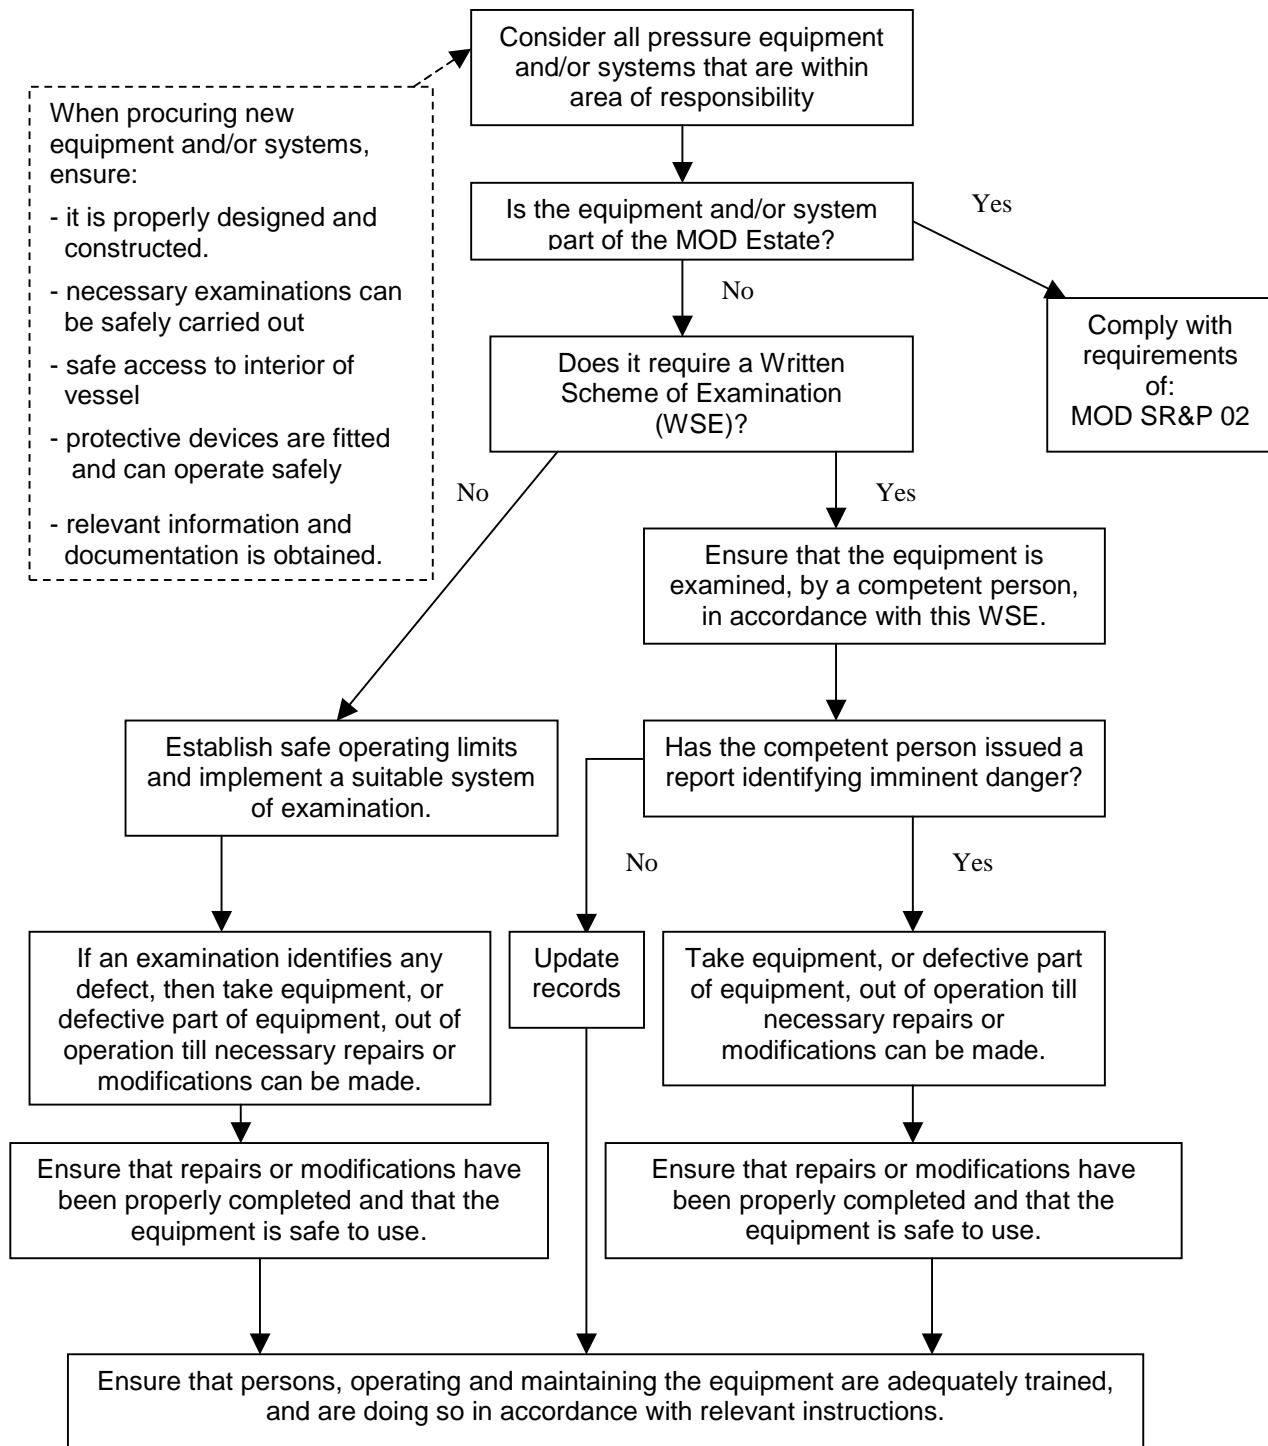 Consider all pressure equipment
and/or systems that are within
area of responsibility
When procuring new
equipment and/or systems,
ensure:
- it is properly designed and
constructed.
- necessary examinations can
be safely carried out
- safe access to interior of
vessel
- protective devices are fitted
and can operate safely
- relevant information and
documentation is obtained.
Is the equipment and/or system
part of the MOD Estate?
Yes
No
Comply with
requirements
of:
MOD SR&P 02
Does it require a Written
Scheme of Examination
(WSE)?
No
Yes
Ensure that the equipment is
examined, by a competent person,
in accordance with this WSE.
Establish safe operating limits
and implement a suitable system
of examination.
Has the competent person issued a
report identifying imminent danger?
No
Yes
If an examination identifies any
defect, then take equipment, or
defective part of equipment, out of
operation till necessary repairs or
modifications can be made.
Update
records
Take equipment, or defective part
of equipment, out of operation till
necessary repairs or
modifications can be made.
Ensure that repairs or modifications have
been properly completed and that the
equipment is safe to use.
Ensure that repairs or modifications have
been properly completed and that the
equipment is safe to use.
Ensure that persons, operating and maintaining the equipment are adequately trained,
and are doing so in accordance with relevant instructions.